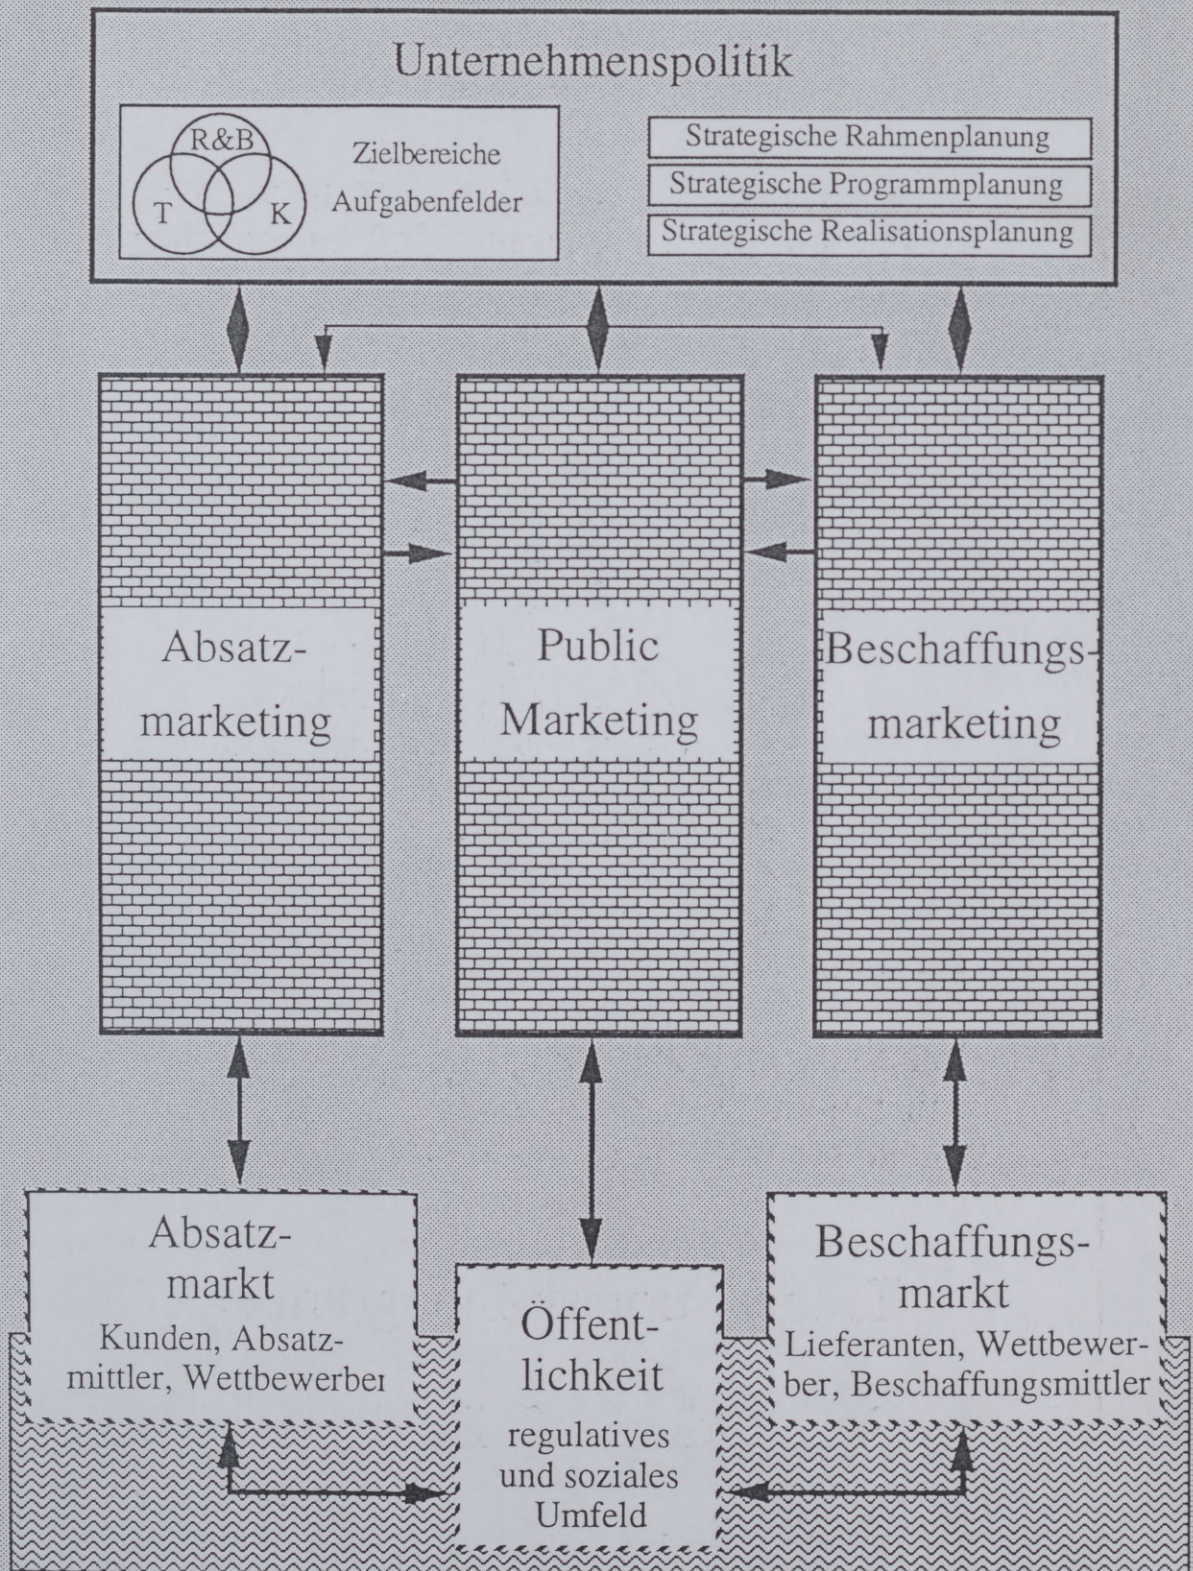 Unternehmenspolitik
R&B
T
K
Zielbereiche
Aufgabenfelder
Strategische Rahmenplanung
Strategische Programmplanung
Strategische Realisationsplanung
Absatz-
marketing
Public
Marketing
Beschaffungs-
marketing
Absatz-
markt
Kunden, Absatz-
mittler, Wettbewerber
Öffent-
lichkeit
regulatives
und soziales
Umfeld
Beschaffungs-
markt
Lieferanten, Wettbewer-
ber, Beschaffungsmittler